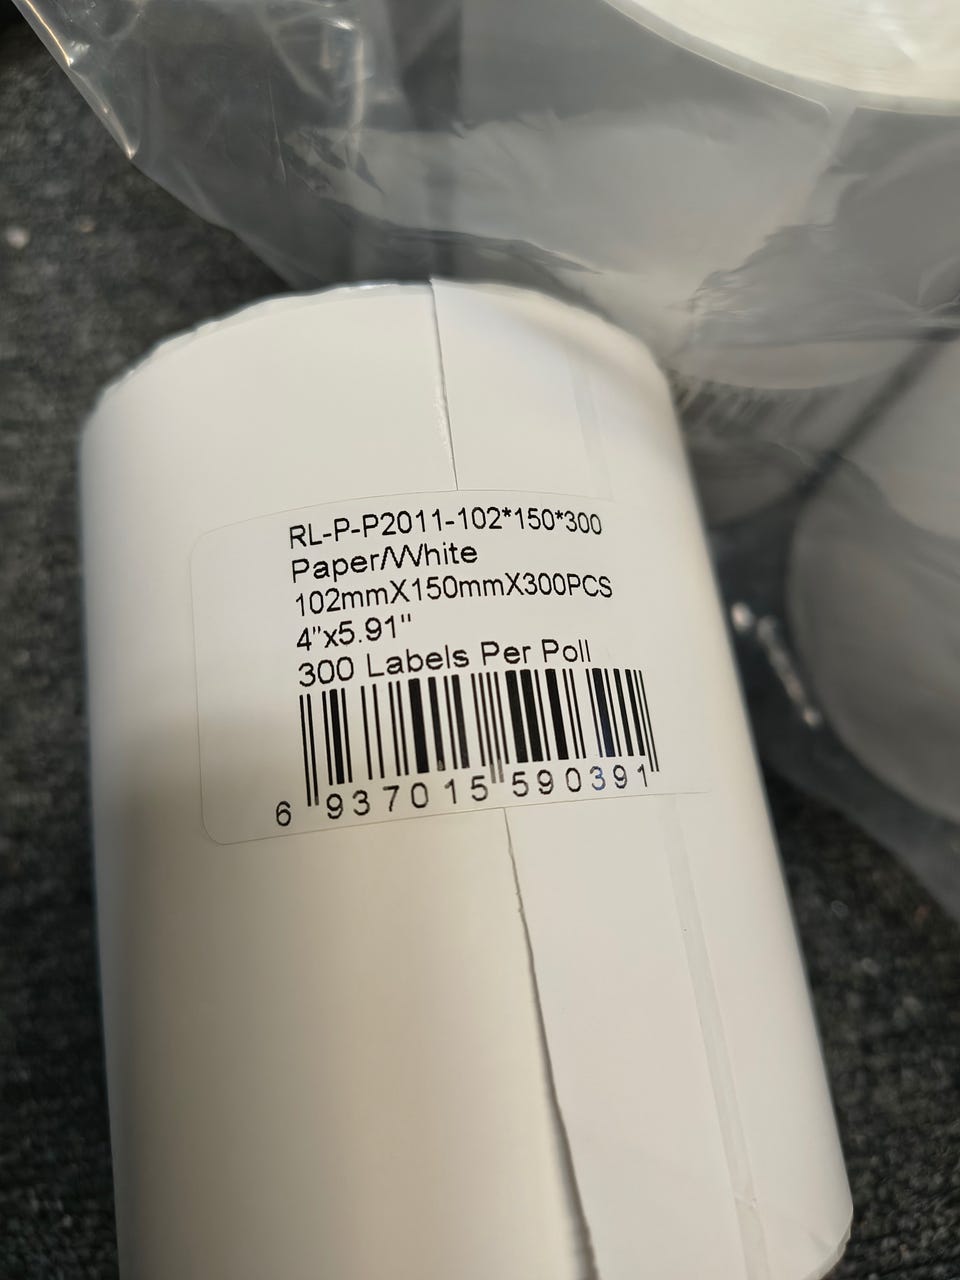 RL-P-P2011-102*150*300
Paper/White
102mmX150mmX300PCS
4"x5.91"
300 Labels Per Poll
6 937015 590391